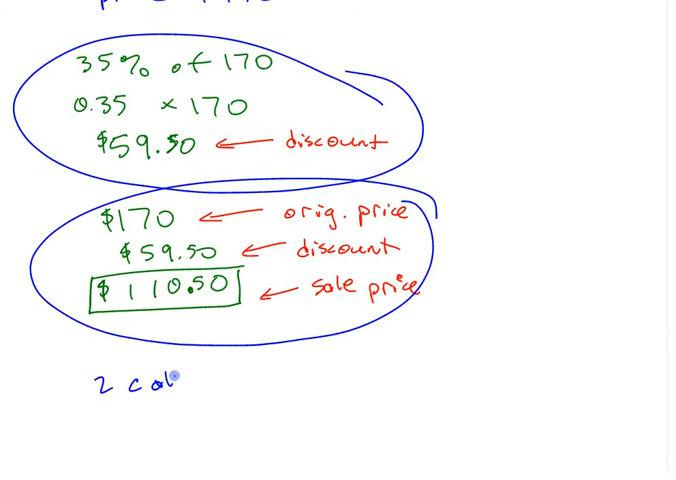 35% of 170
0.35 x 170
$59.50 ← discount
$170 ← orig. price
$59.50 ← discount
$110.50 ← sale price
2 cal